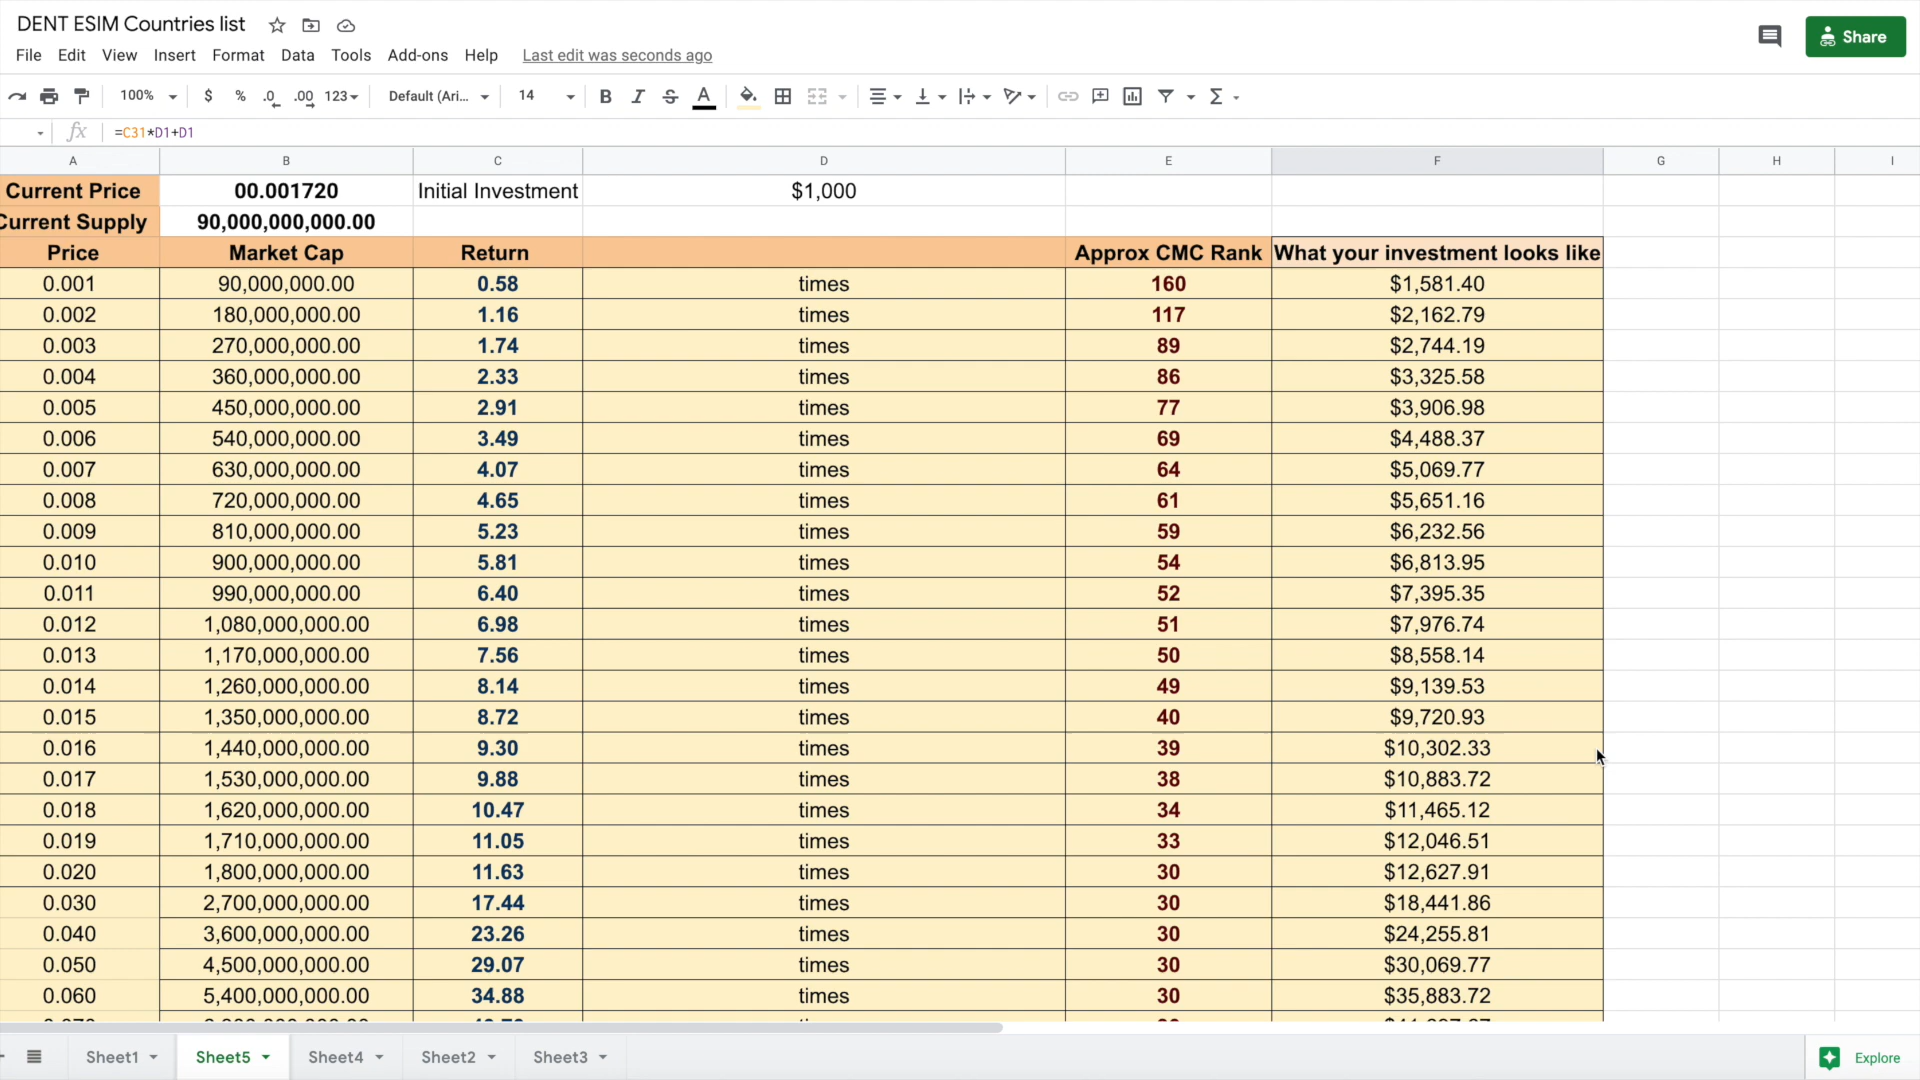 DENT ESIM Countries list
File Edit View Insert Format Data Tools Add-ons Help Last edit was seconds ago
Share
100% $ % .0 .00 123 Default (Ari... 14 B I S A Σ
fx =C31*D1+D1
A B C D E F G H I
Current Price 00.001720 Initial Investment $1,000
Current Supply 90,000,000,000.00
Price Market Cap Return Approx CMC Rank What your investment looks like
0.001 90,000,000.00 0.58 times 160 $1,581.40
0.002 180,000,000.00 1.16 times 117 $2,162.79
0.003 270,000,000.00 1.74 times 89 $2,744.19
0.004 360,000,000.00 2.33 times 86 $3,325.58
0.005 450,000,000.00 2.91 times 77 $3,906.98
0.006 540,000,000.00 3.49 times 69 $4,488.37
0.007 630,000,000.00 4.07 times 64 $5,069.77
0.008 720,000,000.00 4.65 times 61 $5,651.16
0.009 810,000,000.00 5.23 times 59 $6,232.56
0.010 900,000,000.00 5.81 times 54 $6,813.95
0.011 990,000,000.00 6.40 times 52 $7,395.35
0.012 1,080,000,000.00 6.98 times 51 $7,976.74
0.013 1,170,000,000.00 7.56 times 50 $8,558.14
0.014 1,260,000,000.00 8.14 times 49 $9,139.53
0.015 1,350,000,000.00 8.72 times 40 $9,720.93
0.016 1,440,000,000.00 9.30 times 39 $10,302.33
0.017 1,530,000,000.00 9.88 times 38 $10,883.72
0.018 1,620,000,000.00 10.47 times 34 $11,465.12
0.019 1,710,000,000.00 11.05 times 33 $12,046.51
0.020 1,800,000,000.00 11.63 times 30 $12,627.91
0.030 2,700,000,000.00 17.44 times 30 $18,441.86
0.040 3,600,000,000.00 23.26 times 30 $24,255.81
0.050 4,500,000,000.00 29.07 times 30 $30,069.77
0.060 5,400,000,000.00 34.88 times 30 $35,883.72
Sheet1 Sheet5 Sheet4 Sheet2 Sheet3 Explore